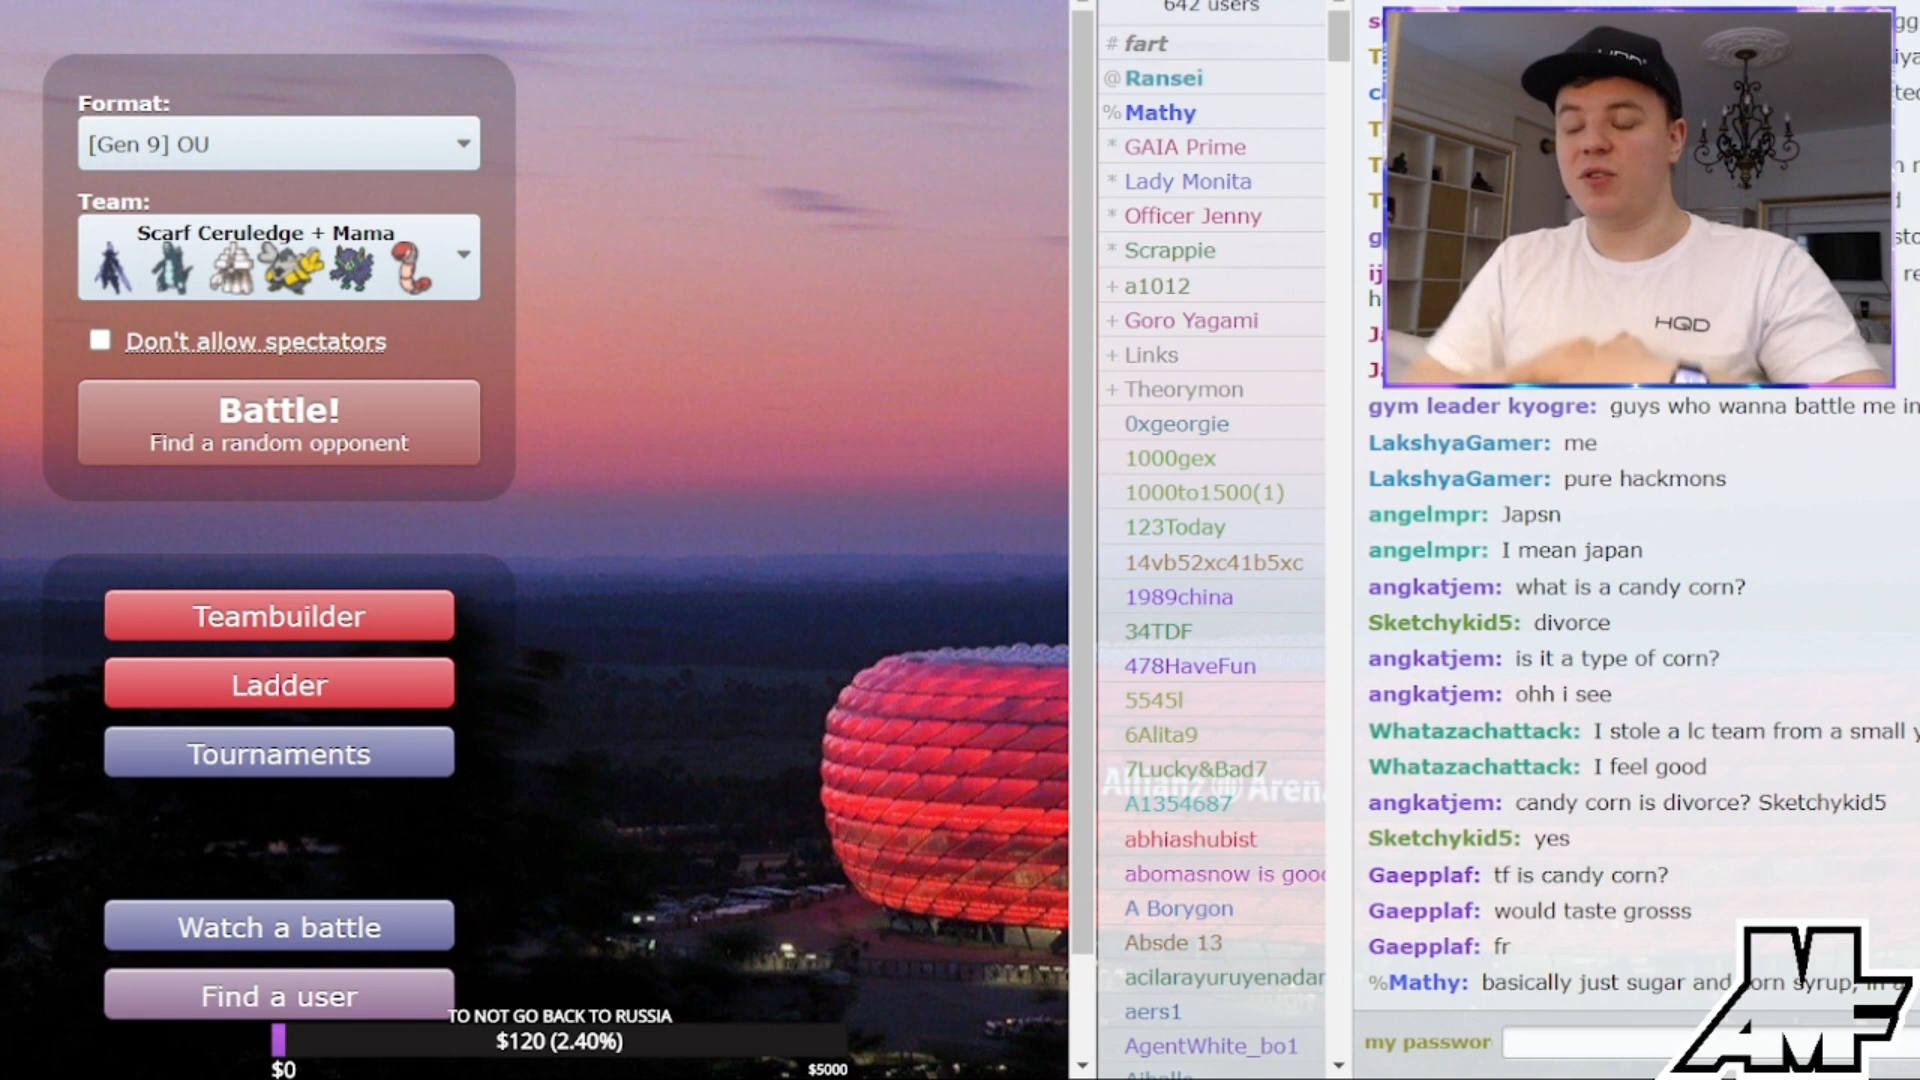 Format:
[Gen 9] OU
Team:
Scarf Ceruledge + Mama
Don't allow spectators
Battle!
Find a random opponent
Teambuilder
Ladder
Tournaments
Watch a battle
Find a user
TO NOT GO BACK TO RUSSIA
$120 (2.40%)
$0
$5000
642 users
# fart
@ Ransei
% Mathy
* GAIA Prime
* Lady Monita
* Officer Jenny
* Scrappie
+ a1012
+ Goro Yagami
+ Links
+ Theorymon
0xgeorgie
1000gex
1000to1500(1)
123Today
14vb52xc41b5xc
1989china
34TDF
478HaveFun
5545l
6Alita9
7Lucky&Bad7
Allianz Arena
A1354687
abhiashubist
abomasnow is good
A Borygon
Absde 13
acilarayuruyenadar
aers1
AgentWhite_bo1
HQD
gym leader kyogre: guys who wanna battle me in
LakshyaGamer: me
LakshyaGamer: pure hackmons
angelmpr: Japsn
angelmpr: I mean japan
angkatjem: what is a candy corn?
Sketchykid5: divorce
angkatjem: is it a type of corn?
angkatjem: ohh i see
Whatazachattack: I stole a lc team from a small y
Whatazachattack: I feel good
angkatjem: candy corn is divorce? Sketchykid5
Sketchykid5: yes
Gaepplaf: tf is candy corn?
Gaepplaf: would taste grosss
Gaepplaf: fr
%Mathy: basically just sugar and corn syrup, in a
my passwor